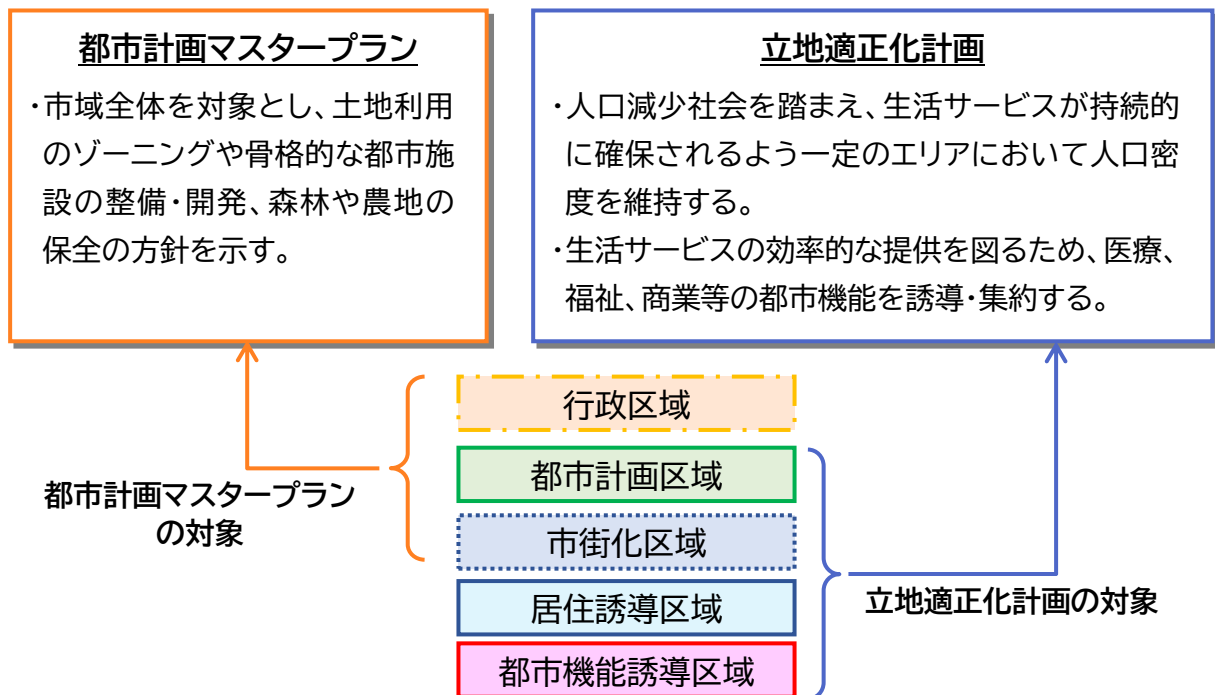 都市計画マスタープラン
・市域全体を対象とし、土地利用
のゾーニングや骨格的な都市施
設の整備・開発、森林や農地の
保全の方針を示す。
立地適正化計画
・人口減少社会を踏まえ、生活サービスが持続的
に確保されるよう一定のエリアにおいて人口密
度を維持する。
・生活サービスの効率的な提供を図るため、医療、
福祉、商業等の都市機能を誘導・集約する。
行政区域
都市計画区域
市街化区域
居住誘導区域
都市機能誘導区域
都市計画マスタープラン
の対象
立地適正化計画の対象